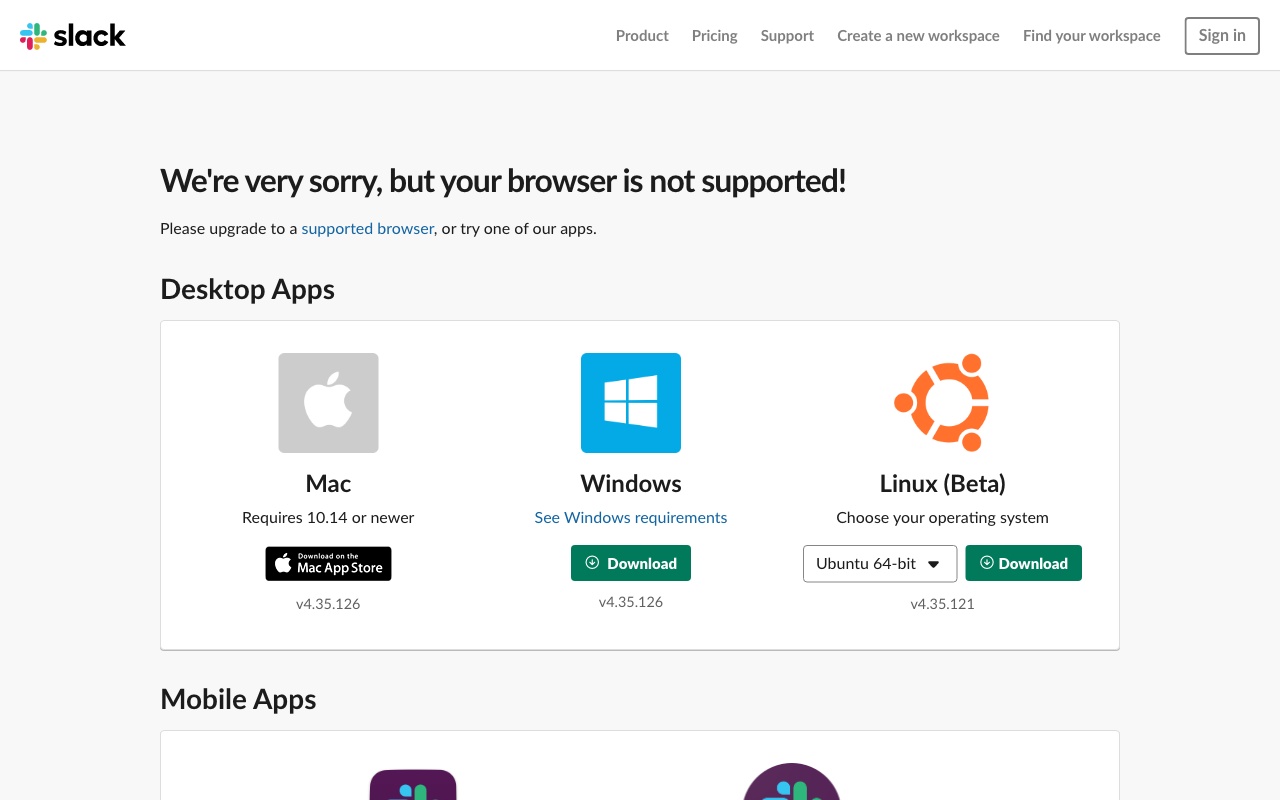 slack
Product
Pricing
Support
Create a new workspace
Find your workspace
Sign in
We're very sorry, but your browser is not supported!
Please upgrade to a supported browser, or try one of our apps.
Desktop Apps
Mac
Requires 10.14 or newer
Download on the
Mac App Store
v4.35.126
Windows
See Windows requirements
Download
v4.35.126
Linux (Beta)
Choose your operating system
Ubuntu 64-bit
Download
v4.35.121
Mobile Apps